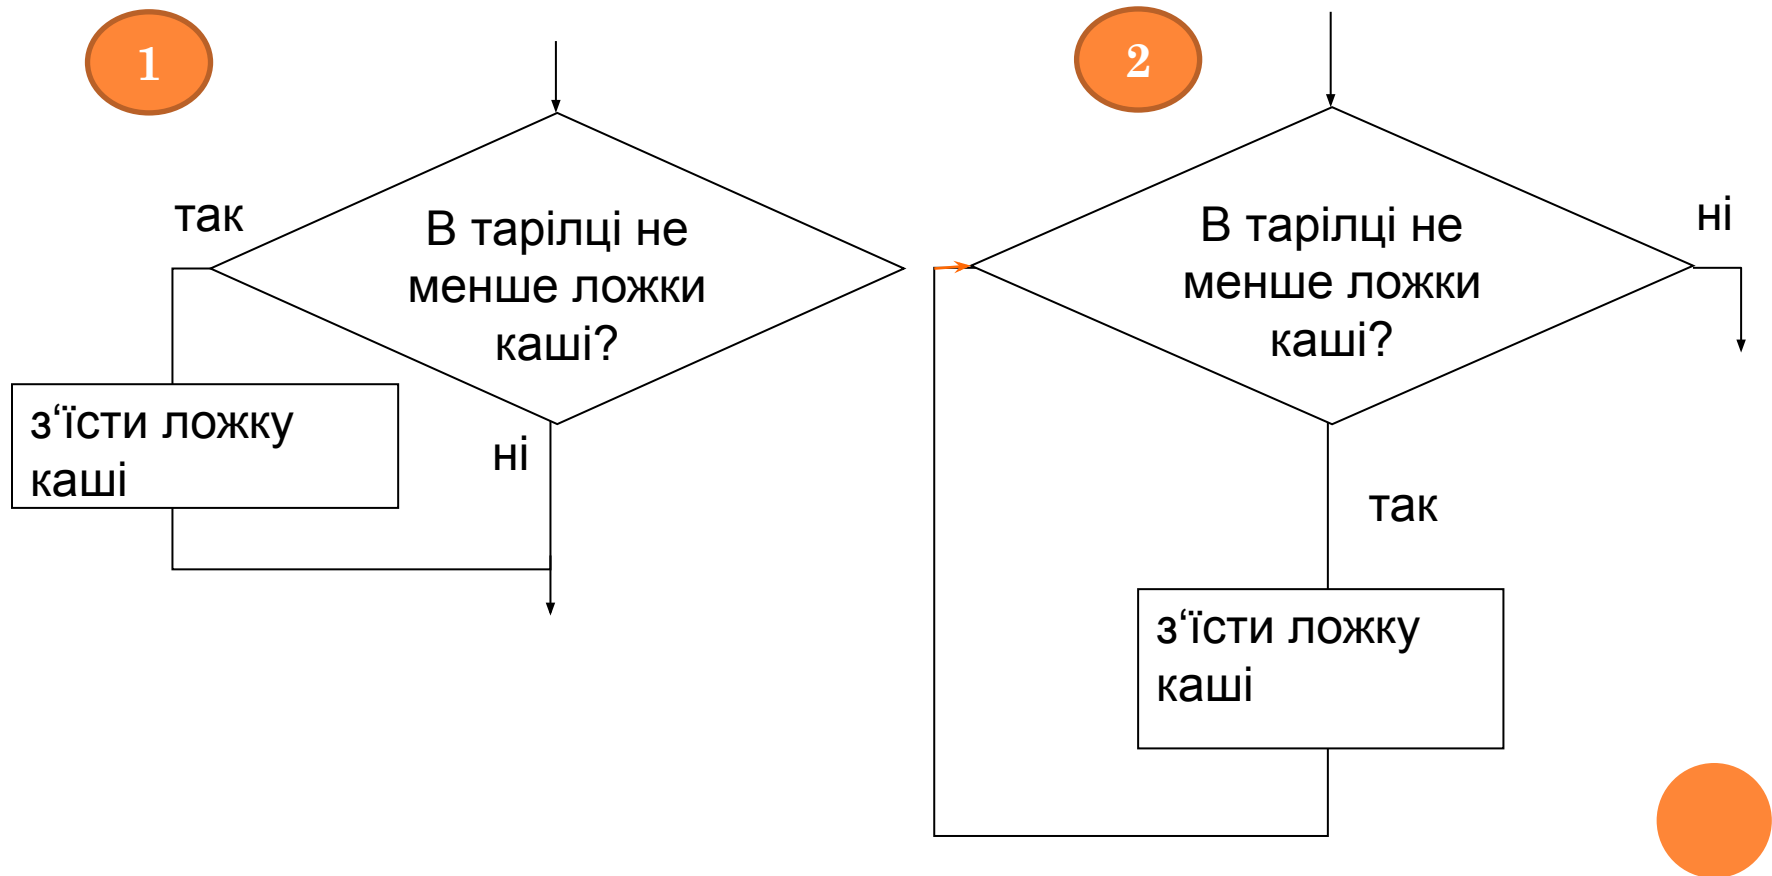 1
так
В тарілці не
менше ложки
каші?
з‘їсти ложку
каші
ні
2
В тарілці не
менше ложки
каші?
ні
так
з‘їсти ложку
каші